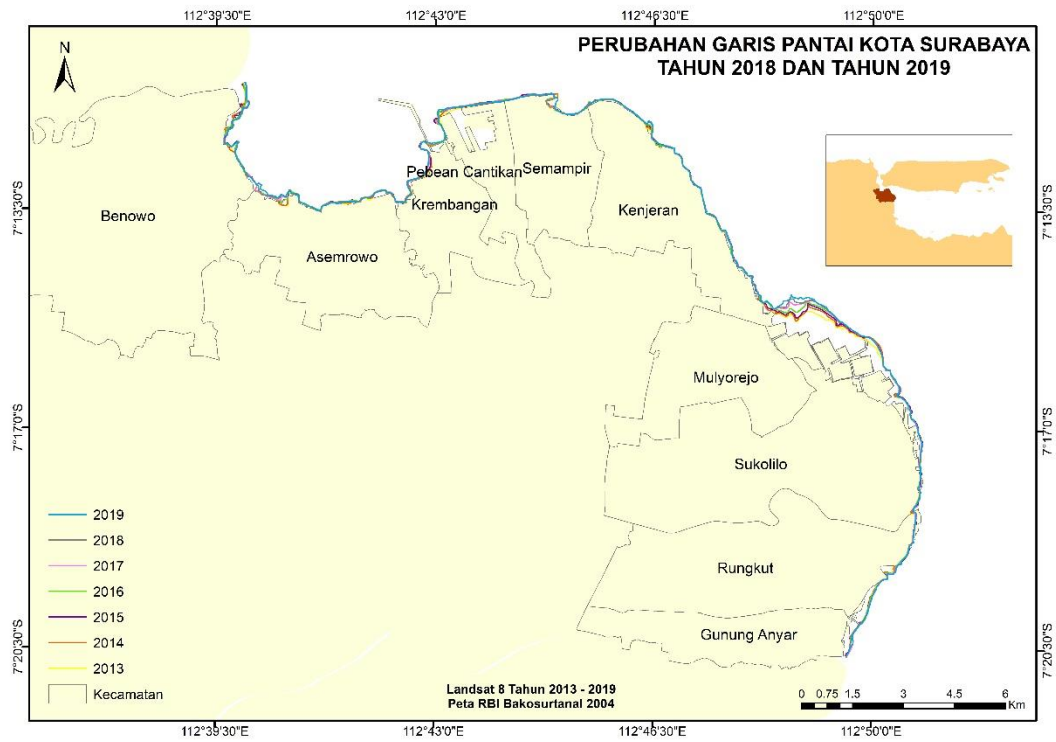 112°39'30"E 112°43'0"E 112°46'30"E 112°50'0"E
PERUBAHAN GARIS PANTAI KOTA SURABAYA
TAHUN 2018 DAN TAHUN 2019
N
Pebean Cantikan
Semampir
Krembangan
Kenjeran
Benowo
Asemrowo
7°13'30"S
7°13'30"S
Mulyorejo
7°17'0"S
7°17'0"S
Sukolilo
Rungkut
Gunung Anyar
7°20'30"S
7°20'30"S
2019
2018
2017
2016
2015
2014
2013
Kecamatan
Landsat 8 Tahun 2013 - 2019
Peta RBI Bakosurtanal 2004
0 0.75 1.5 3 4.5 6
Km
112°39'30"E 112°43'0"E 112°46'30"E 112°50'0"E